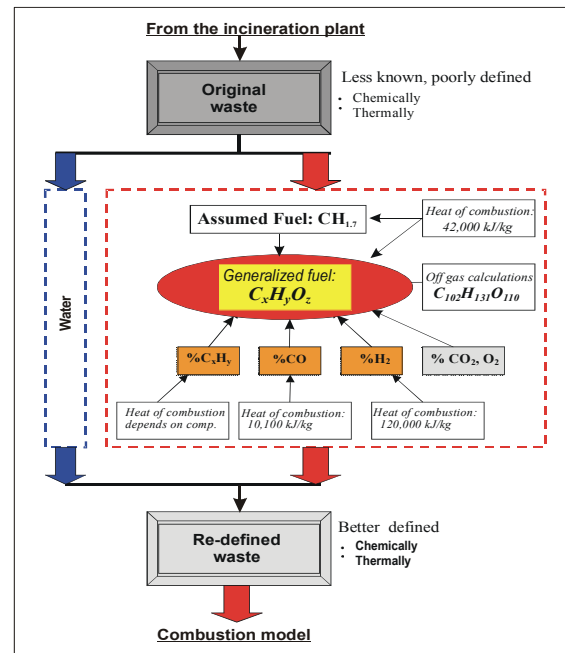 From the incineration plant
Original
waste
Less known, poorly defined
: Chemically
Thermally
Water
Assumed Fuel: CH₁.₇
Heat of combustion:
42,000 kJ/kg
Generalized fuel:
CₓHᵧO_z
Off gas calculations
C₁₀₂H₁₃₁O₁₁₀
%CₓHᵧ
%CO
%H₂
% CO₂, O₂
Heat of combustion
depends on comp.
Heat of combustion:
10,100 kJ/kg
Heat of combustion:
120,000 kJ/kg
Re-defined
waste
Better defined
: Chemically
Thermally
Combustion model